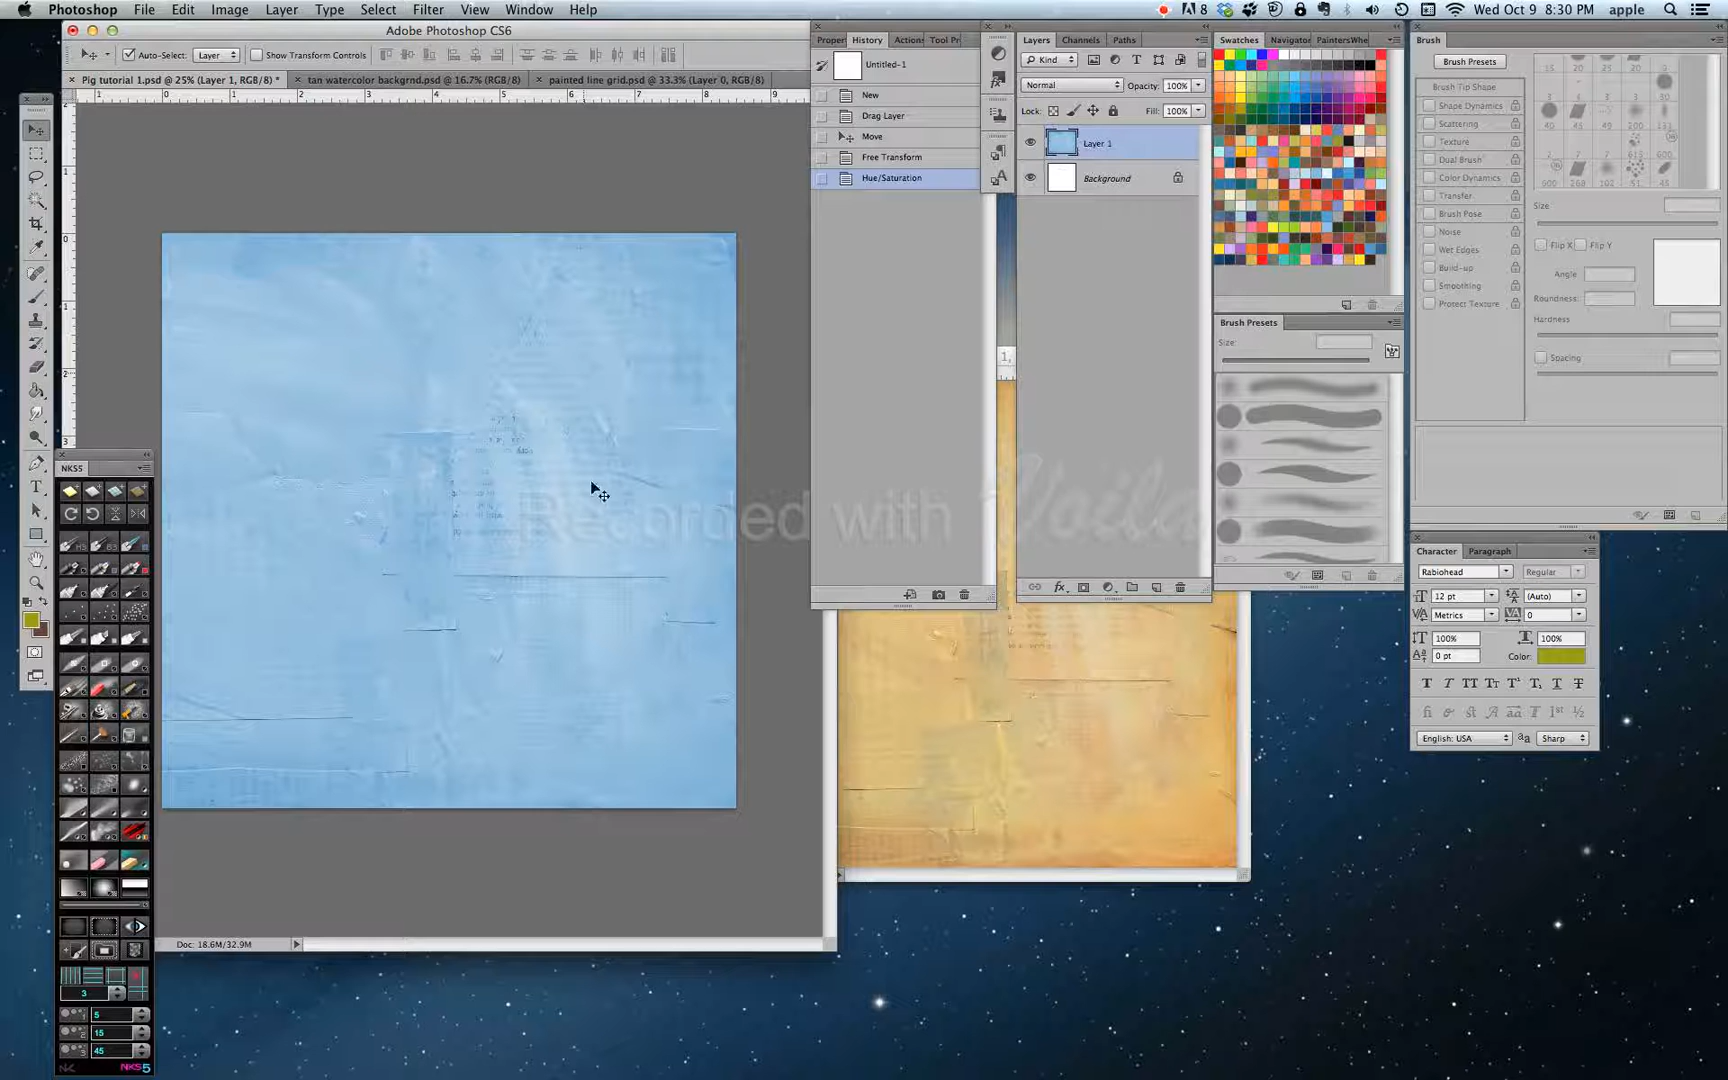 Photoshop File Edit Image Layer Type Select Filter View Window Help
8 Wed Oct 9 8:30 PM apple
Adobe Photoshop CS6
Auto-Select: Layer Show Transform Controls
Pig tutorial 1.psd @ 25% (Layer 1, RGB/8) *
tan watercolor backgrnd.psd @ 16.7% (RGB/8)
painted line grid.psd @ 33.3% (Layer 0, RGB/8)
Proper History Actions Tool Pr
Untitled-1
New
Drag Layer
Move
Free Transform
Hue/Saturation
Layers Channels Paths
Kind
Normal Opacity: 100%
Lock: Fill: 100%
Layer 1
Background
Swatches Navigator PaintersWhe
Brush Presets
Size:
Brush
Brush Presets
Brush Tip Shape
Shape Dynamics
Scattering
Texture
Dual Brush
Color Dynamics
Transfer
Brush Pose
Noise
Wet Edges
Build-up
Smoothing
Protect Texture
Size:
Flip X Flip Y
Angle:
Roundness:
Hardness
Spacing
Character Paragraph
Rabiohead Regular
12 pt (Auto)
Metrics 0
100% 100%
0 pt Color:
English: USA Sharp
NKS5
3
5
15
45
NKS5
Doc: 18.6M/32.9M
Recorded with Voila